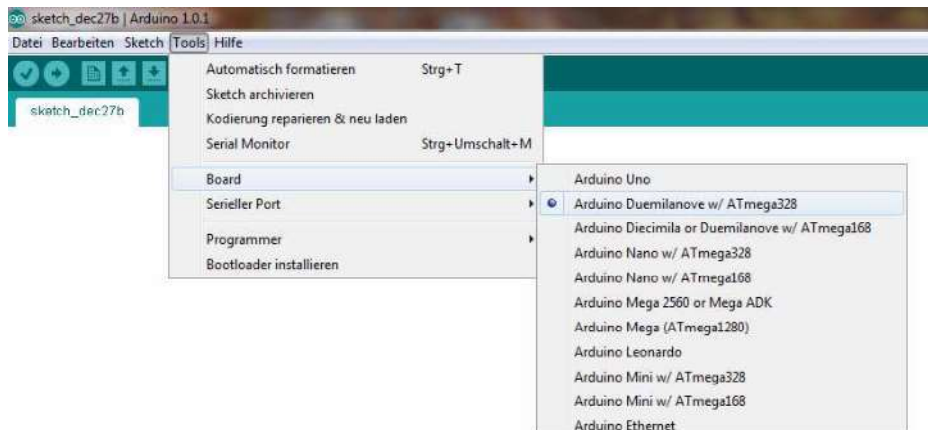 sketch_dec27b | Arduino 1.0.1
Datei Bearbeiten Sketch Tools Hilfe
sketch_dec27b
Automatisch formatieren Strg+T
Sketch archivieren
Kodierung reparieren & neu laden
Serial Monitor Strg+Umschalt+M
Board
Serieller Port
Programmer
Bootloader installieren
Arduino Uno
Arduino Duemilanove w/ ATmega328
Arduino Diecimila or Duemilanove w/ ATmega168
Arduino Nano w/ ATmega328
Arduino Nano w/ ATmega168
Arduino Mega 2560 or Mega ADK
Arduino Mega (ATmega1280)
Arduino Leonardo
Arduino Mini w/ ATmega328
Arduino Mini w/ ATmega168
Arduino Ethernet